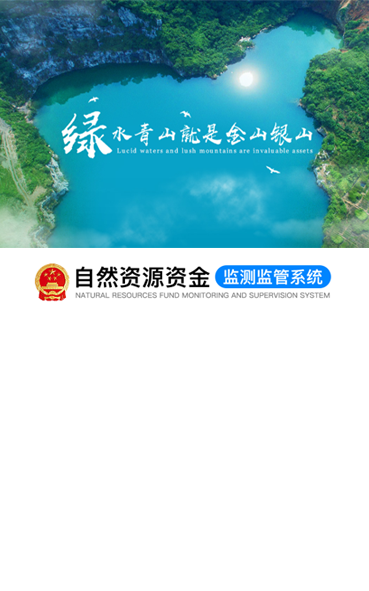 绿水青山就是金山银山
Lucid waters and lush mountains are invaluable assets
自然资源资金 监测监管系统
NATURAL RESOURCES FUND MONITORING AND SUPERVISION SYSTEM